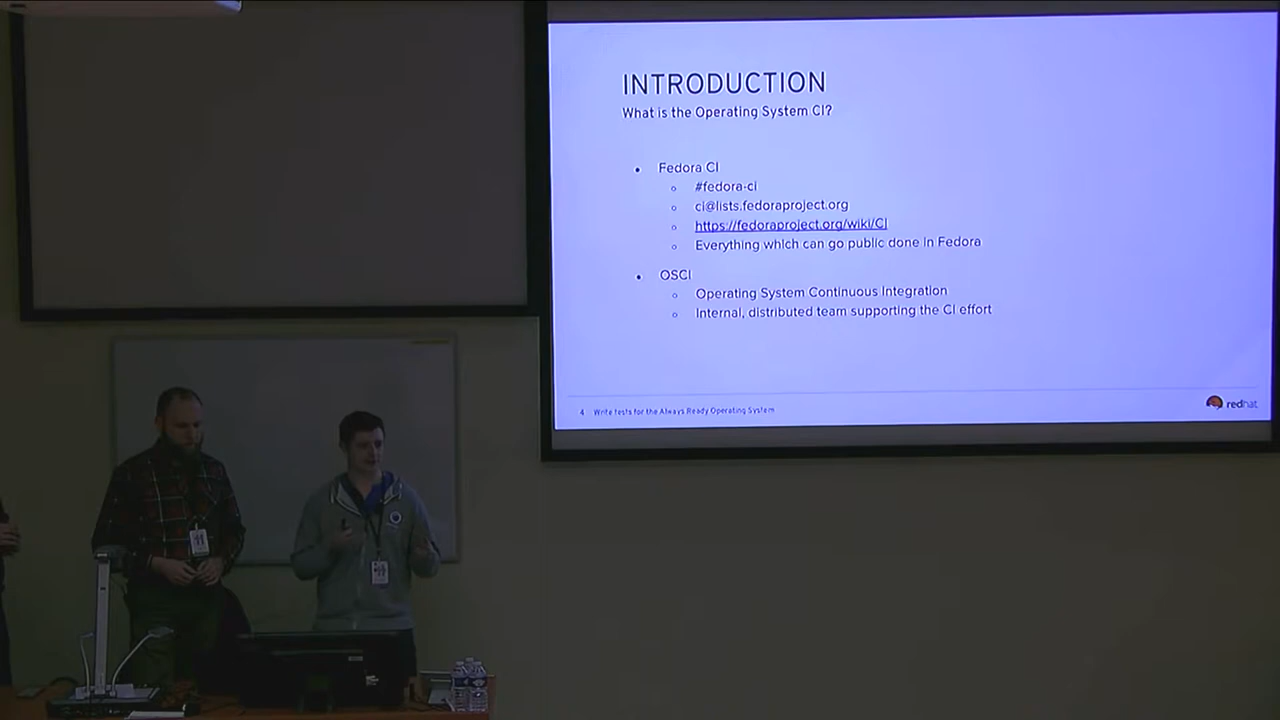 INTRODUCTION
What is the Operating System CI?
• Fedora CI
○ #fedora-ci
○ ci@lists.fedoraproject.org
○ https://fedoraproject.org/wiki/CI
○ Everything which can go public done in Fedora
• OSCI
○ Operating System Continuous Integration
○ Internal, distributed team supporting the CI effort
4 Write tests for the Always Ready Operating System
redhat